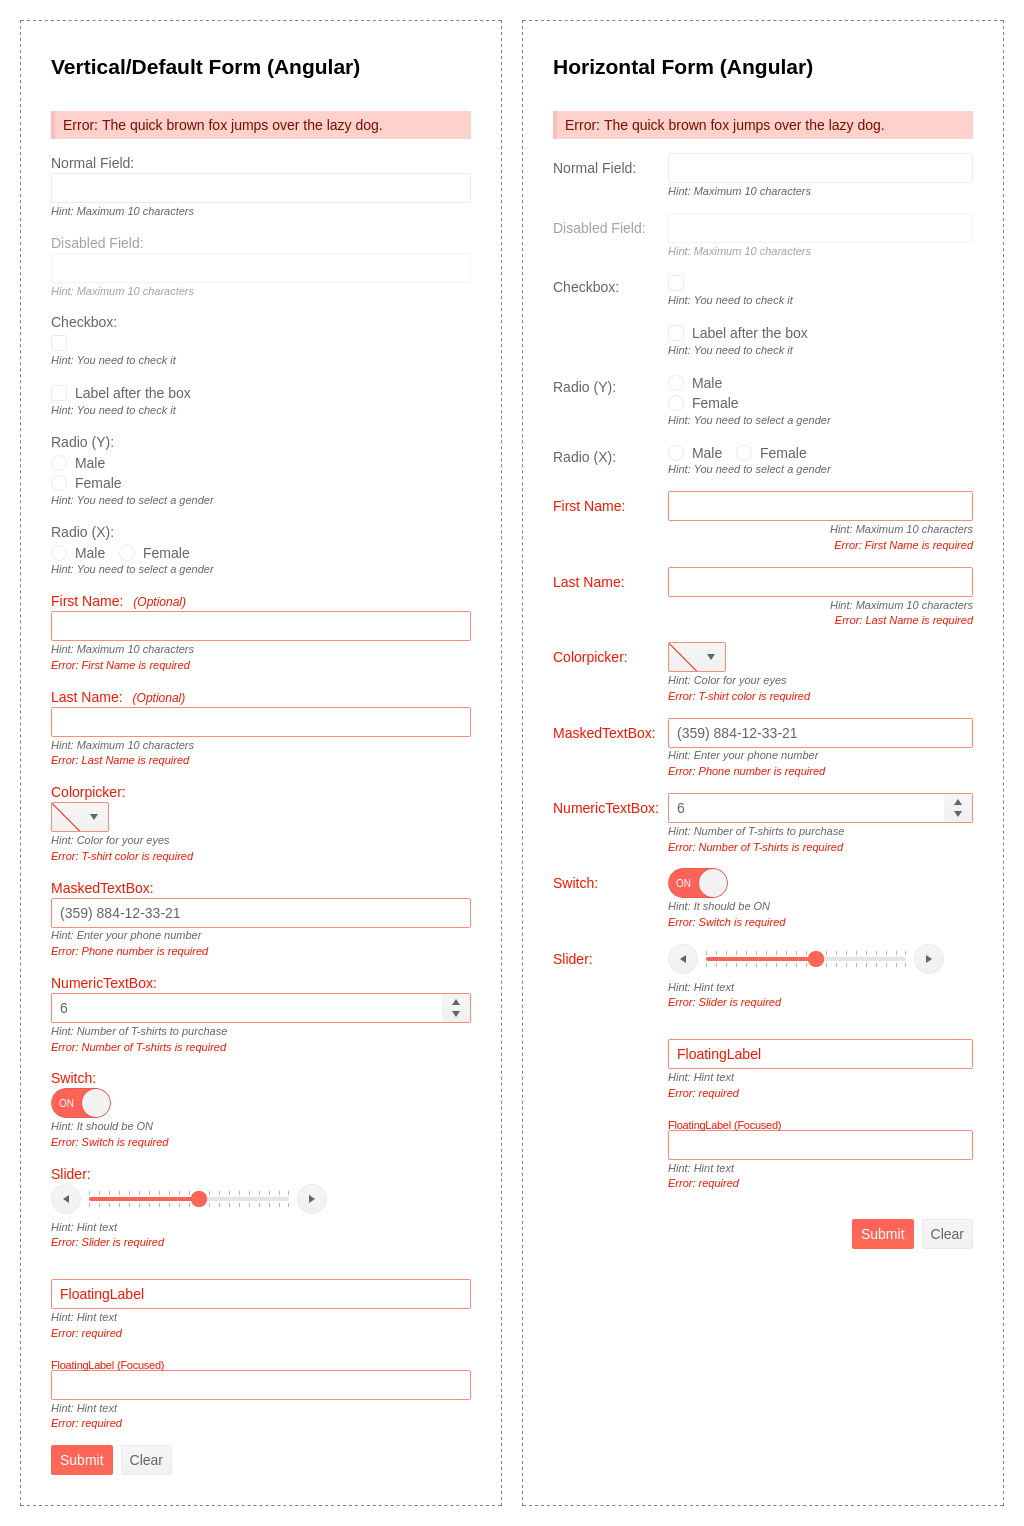 Vertical/Default Form (Angular)
Error: The quick brown fox jumps over the lazy dog.
Normal Field:
Hint: Maximum 10 characters
Disabled Field:
Hint: Maximum 10 characters
Checkbox:
Hint: You need to check it
Label after the box
Hint: You need to check it
Radio (Y):
Male
Female
Hint: You need to select a gender
Radio (X):
Male Female
Hint: You need to select a gender
First Name: (Optional)
Hint: Maximum 10 characters
Error: First Name is required
Last Name: (Optional)
Hint: Maximum 10 characters
Error: Last Name is required
Colorpicker:
Hint: Color for your eyes
Error: T-shirt color is required
MaskedTextBox:
(359) 884-12-33-21
Hint: Enter your phone number
Error: Phone number is required
NumericTextBox:
6
Hint: Number of T-shirts to purchase
Error: Number of T-shirts is required
Switch:
ON
Hint: It should be ON
Error: Switch is required
Slider:
Hint: Hint text
Error: Slider is required
FloatingLabel
Hint: Hint text
Error: required
FloatingLabel (Focused)
Hint: Hint text
Error: required
Submit Clear
Horizontal Form (Angular)
Error: The quick brown fox jumps over the lazy dog.
Normal Field:
Hint: Maximum 10 characters
Disabled Field:
Hint: Maximum 10 characters
Checkbox:
Hint: You need to check it
Label after the box
Hint: You need to check it
Radio (Y):
Male
Female
Hint: You need to select a gender
Radio (X): Male Female
Hint: You need to select a gender
First Name:
Hint: Maximum 10 characters
Error: First Name is required
Last Name:
Hint: Maximum 10 characters
Error: Last Name is required
Colorpicker:
Hint: Color for your eyes
Error: T-shirt color is required
MaskedTextBox: (359) 884-12-33-21
Hint: Enter your phone number
Error: Phone number is required
NumericTextBox: 6
Hint: Number of T-shirts to purchase
Error: Number of T-shirts is required
Switch: ON
Hint: It should be ON
Error: Switch is required
Slider:
Hint: Hint text
Error: Slider is required
FloatingLabel
Hint: Hint text
Error: required
FloatingLabel (Focused)
Hint: Hint text
Error: required
Submit Clear